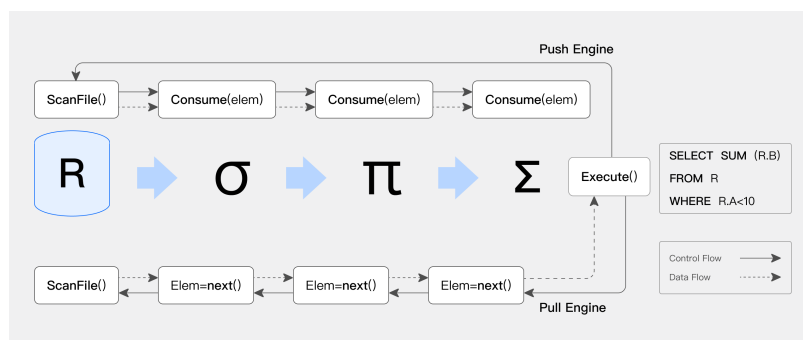 Push Engine
ScanFile()
Consume(elem)
Consume(elem)
Consume(elem)
R
σ
π
Σ
Execute()
SELECT SUM (R.B)
FROM R
WHERE R.A<10
Control Flow
Data Flow
ScanFile()
Elem=next()
Elem=next()
Elem=next()
Pull Engine